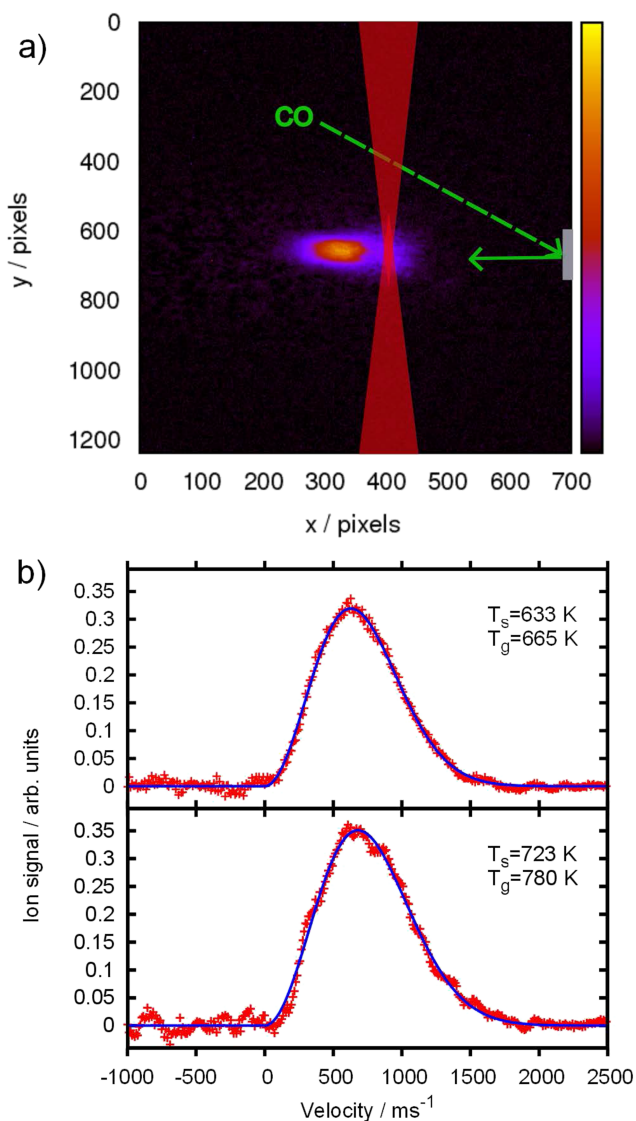 a)
CO
0
200
400
600
800
1000
1200
y / pixels
0 100 200 300 400 500 600 700
x / pixels
b)
0.35
0.3
0.25
0.2
0.15
0.1
0.05
0
T_s=633 K
T_g=665 K
0.35
0.3
0.25
0.2
0.15
0.1
0.05
0
T_s=723 K
T_g=780 K
Ion signal / arb. units
-1000 -500 0 500 1000 1500 2000 2500
Velocity / ms⁻¹